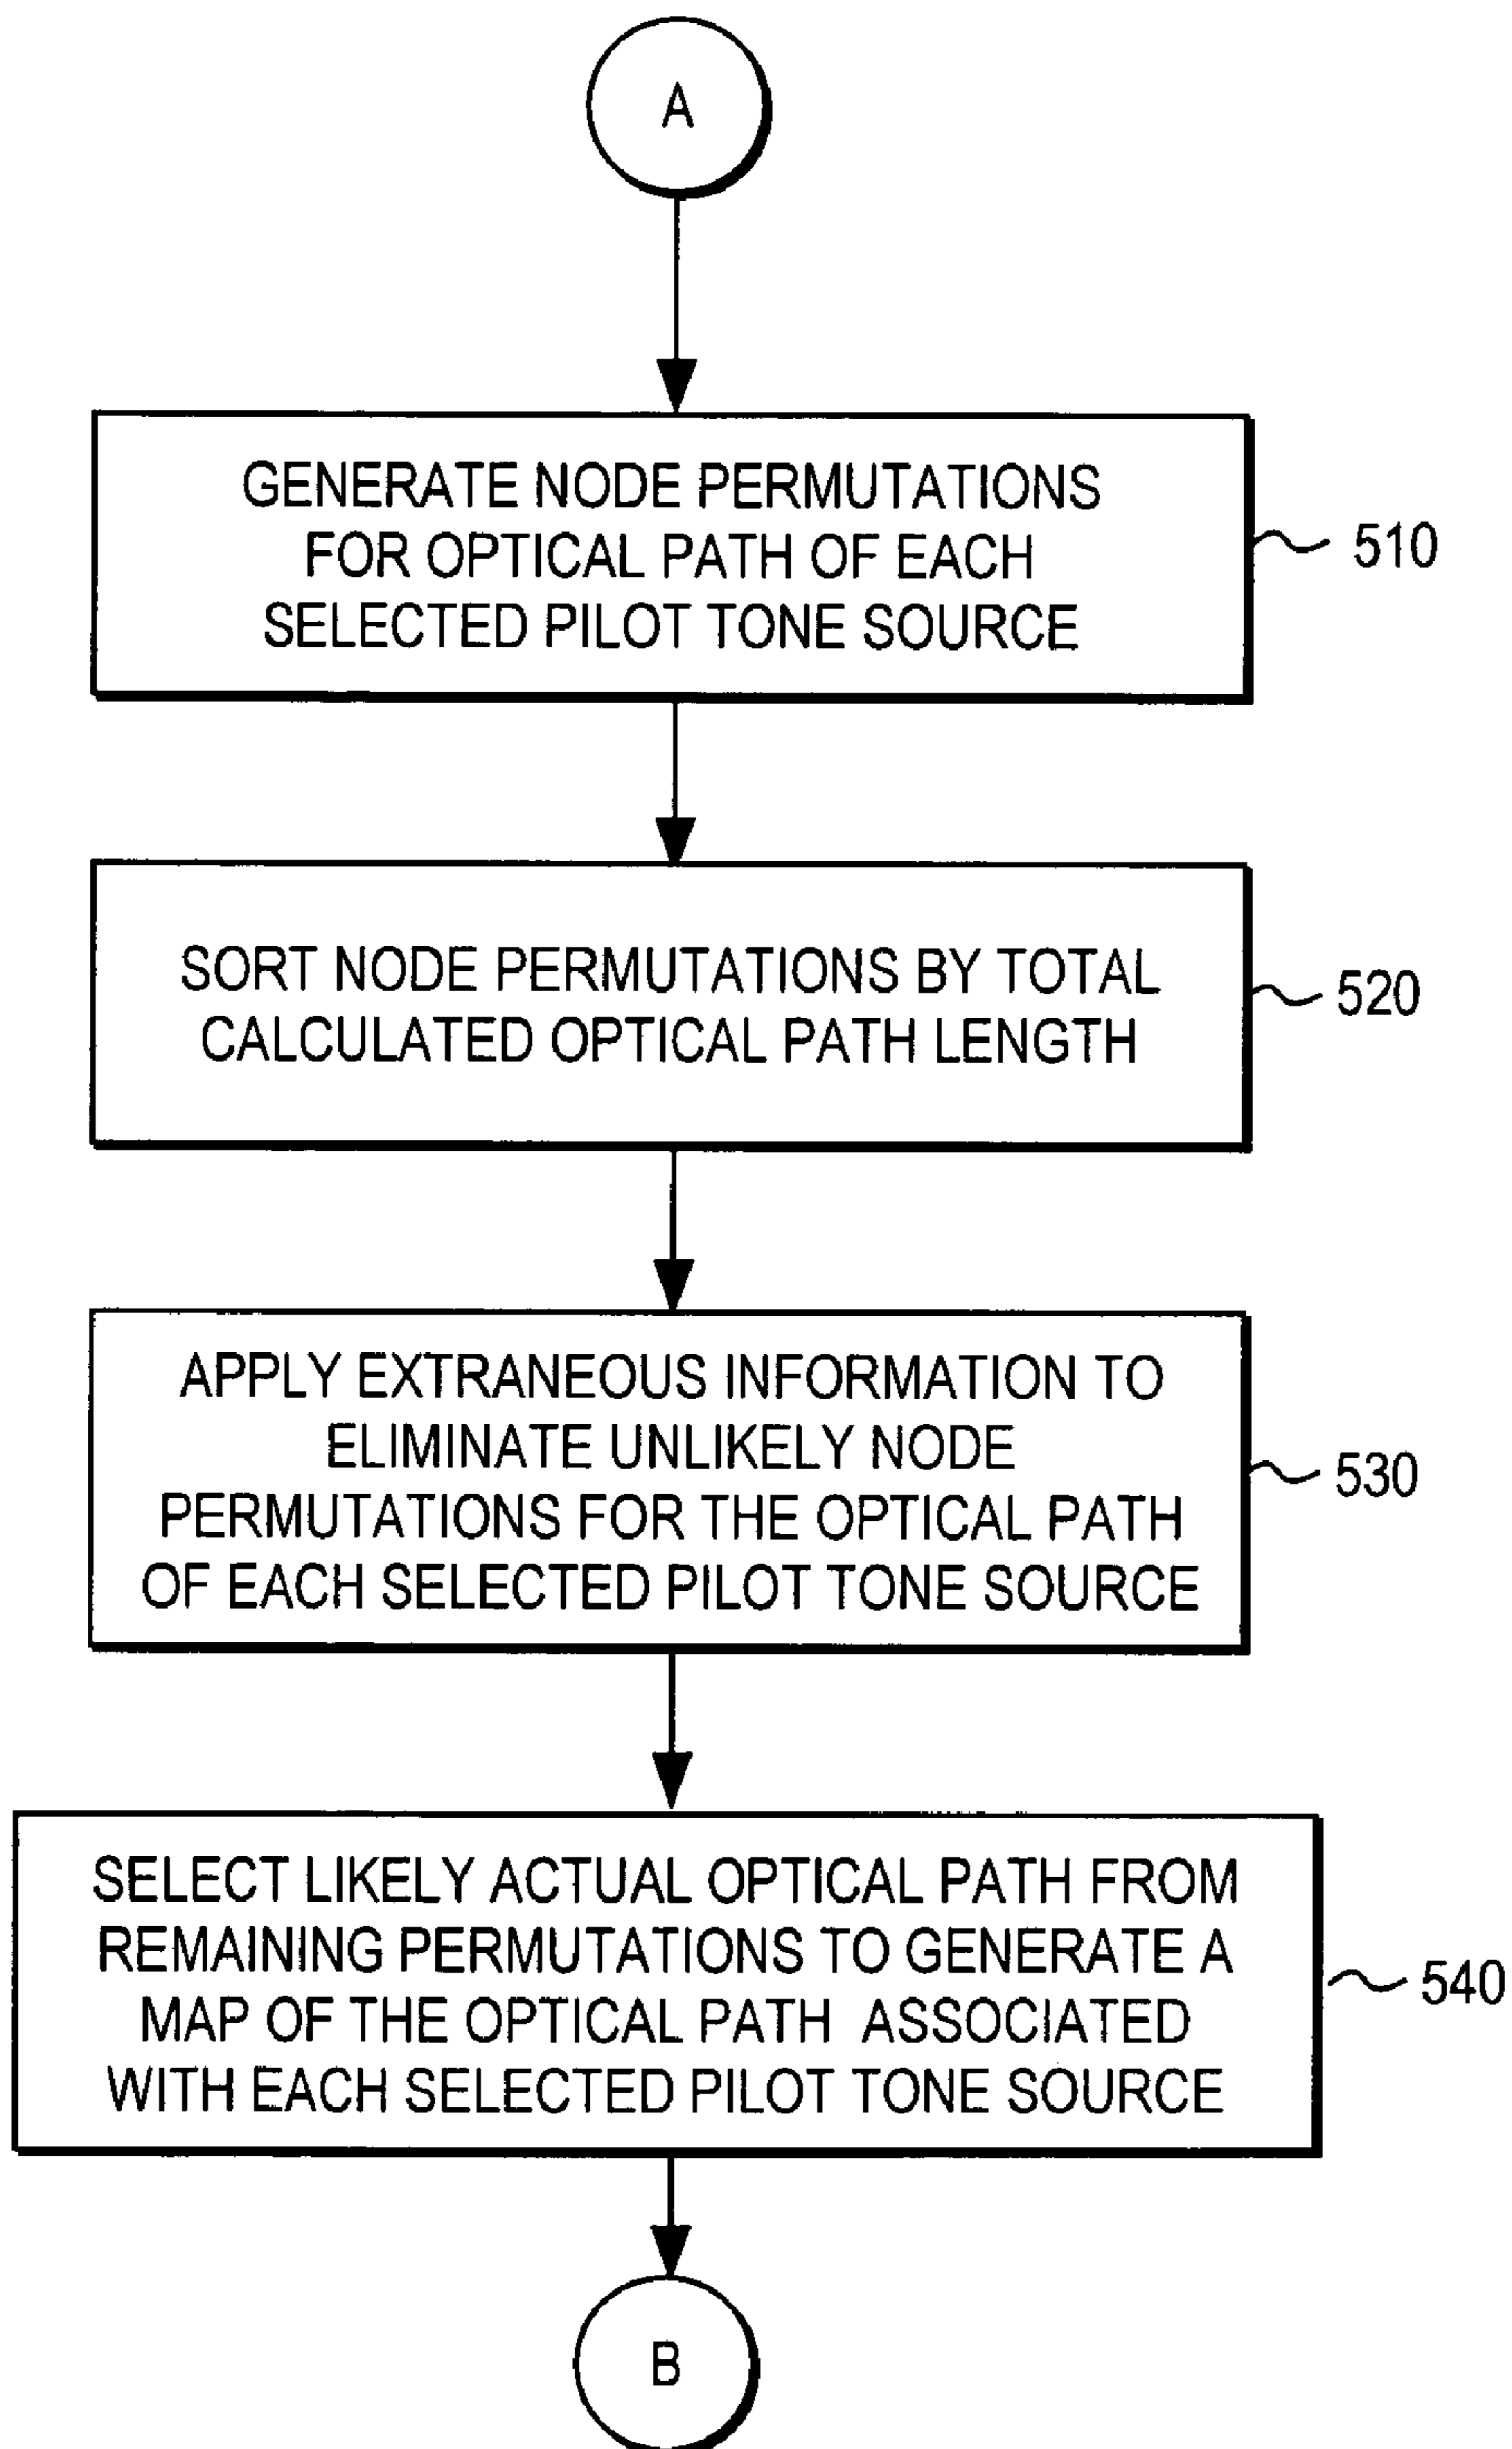 A
GENERATE NODE PERMUTATIONS
FOR OPTICAL PATH OF EACH
SELECTED PILOT TONE SOURCE
510
SORT NODE PERMUTATIONS BY TOTAL
CALCULATED OPTICAL PATH LENGTH
520
APPLY EXTRANEOUS INFORMATION TO
ELIMINATE UNLIKELY NODE
PERMUTATIONS FOR THE OPTICAL PATH
OF EACH SELECTED PILOT TONE SOURCE
530
SELECT LIKELY ACTUAL OPTICAL PATH FROM
REMAINING PERMUTATIONS TO GENERATE A
MAP OF THE OPTICAL PATH ASSOCIATED
WITH EACH SELECTED PILOT TONE SOURCE
540
B